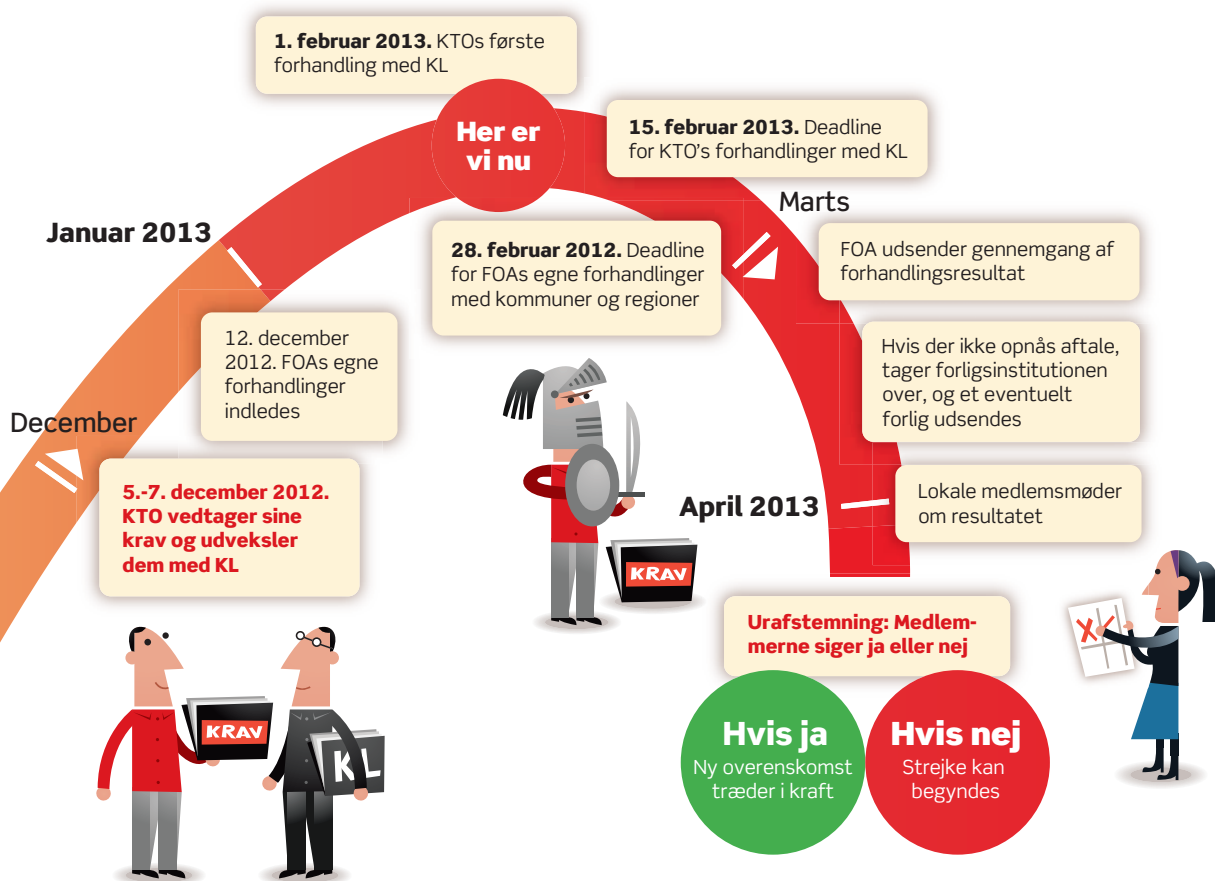 1. februar 2013. KTOs første
forhandling med KL
Her er
vi nu
15. februar 2013. Deadline
for KTO's forhandlinger med KL
Marts
Januar 2013
28. februar 2012. Deadline
for FOAs egne forhandlinger
med kommuner og regioner
FOA udsender gennemgang af
forhandlingsresultat
12. december
2012. FOAs egne
forhandlinger
indledes
Hvis der ikke opnås aftale,
tager forligsinstitutionen
over, og et eventuelt
forlig udsendes
December
5.-7. december 2012.
KTO vedtager sine
krav og udveksler
dem med KL
April 2013
Lokale medlemsmøder
om resultatet
KRAV
Urafstemning: Medlem-
merne siger ja eller nej
KRAV
KL
Hvis ja
Ny overenskomst
træder i kraft
Hvis nej
Strejke kan
begyndes